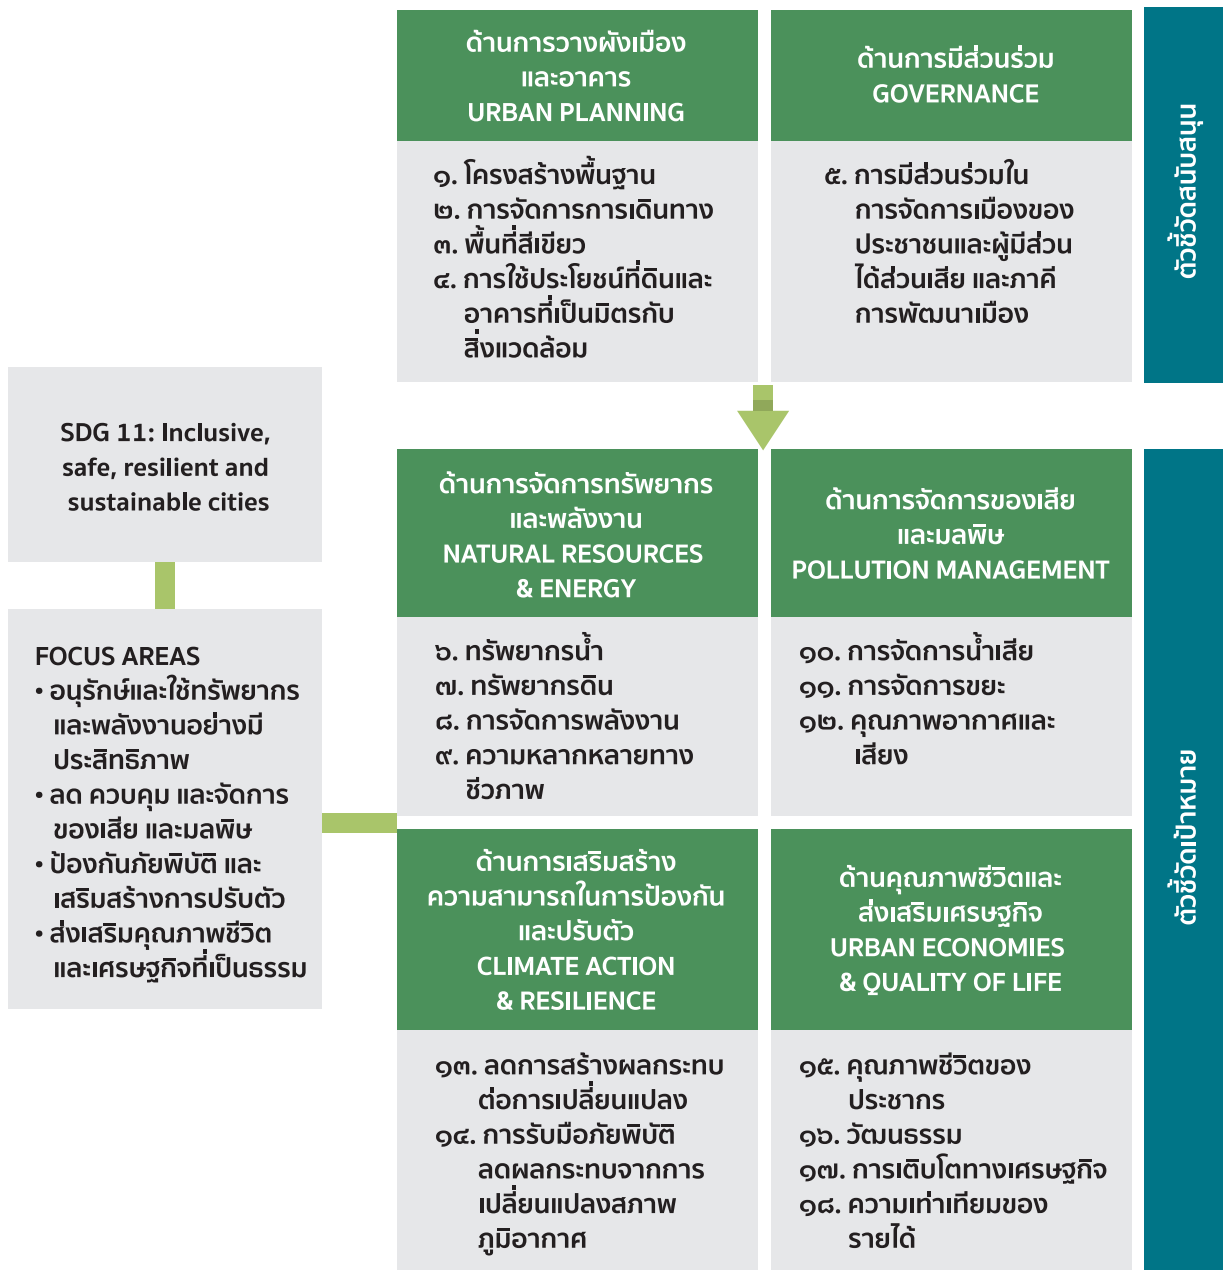 ด้านการวางผังเมือง
และอาคาร
URBAN PLANNING
๑. โครงสร้างพื้นฐาน
๒. การจัดการการเดินทาง
๓. พื้นที่สีเขียว
๔. การใช้ประโยชน์ที่ดินและ
อาคารที่เป็นมิตรกับ
สิ่งแวดล้อม
ด้านการมีส่วนร่วม
GOVERNANCE
๕. การมีส่วนร่วมใน
การจัดการเมืองของ
ประชาชนและผู้มีส่วน
ได้ส่วนเสีย และภาคี
การพัฒนาเมือง
ตัวชี้วัดสนับสนุน
SDG 11: Inclusive,
safe, resilient and
sustainable cities
FOCUS AREAS
• อนุรักษ์และใช้ทรัพยากร
และพลังงานอย่างมี
ประสิทธิภาพ
• ลด ควบคุม และจัดการ
ของเสีย และมลพิษ
• ป้องกันภัยพิบัติ และ
เสริมสร้างการปรับตัว
• ส่งเสริมคุณภาพชีวิต
และเศรษฐกิจที่เป็นธรรม
ด้านการจัดการทรัพยากร
และพลังงาน
NATURAL RESOURCES
& ENERGY
๖. ทรัพยากรน้ำ
๗. ทรัพยากรดิน
๘. การจัดการพลังงาน
๙. ความหลากหลายทาง
ชีวภาพ
ด้านการจัดการของเสีย
และมลพิษ
POLLUTION MANAGEMENT
๑๐. การจัดการน้ำเสีย
๑๑. การจัดการขยะ
๑๒. คุณภาพอากาศและ
เสียง
ด้านการเสริมสร้าง
ความสามารถในการป้องกัน
และปรับตัว
CLIMATE ACTION
& RESILIENCE
๑๓. ลดการสร้างผลกระทบ
ต่อการเปลี่ยนแปลง
๑๔. การรับมือภัยพิบัติ
ลดผลกระทบจากการ
เปลี่ยนแปลงสภาพ
ภูมิอากาศ
ด้านคุณภาพชีวิตและ
ส่งเสริมเศรษฐกิจ
URBAN ECONOMIES
& QUALITY OF LIFE
๑๕. คุณภาพชีวิตของ
ประชากร
๑๖. วัฒนธรรม
๑๗. การเติบโตทางเศรษฐกิจ
๑๘. ความเท่าเทียมของ
รายได้
ตัวชี้วัดเป้าหมาย